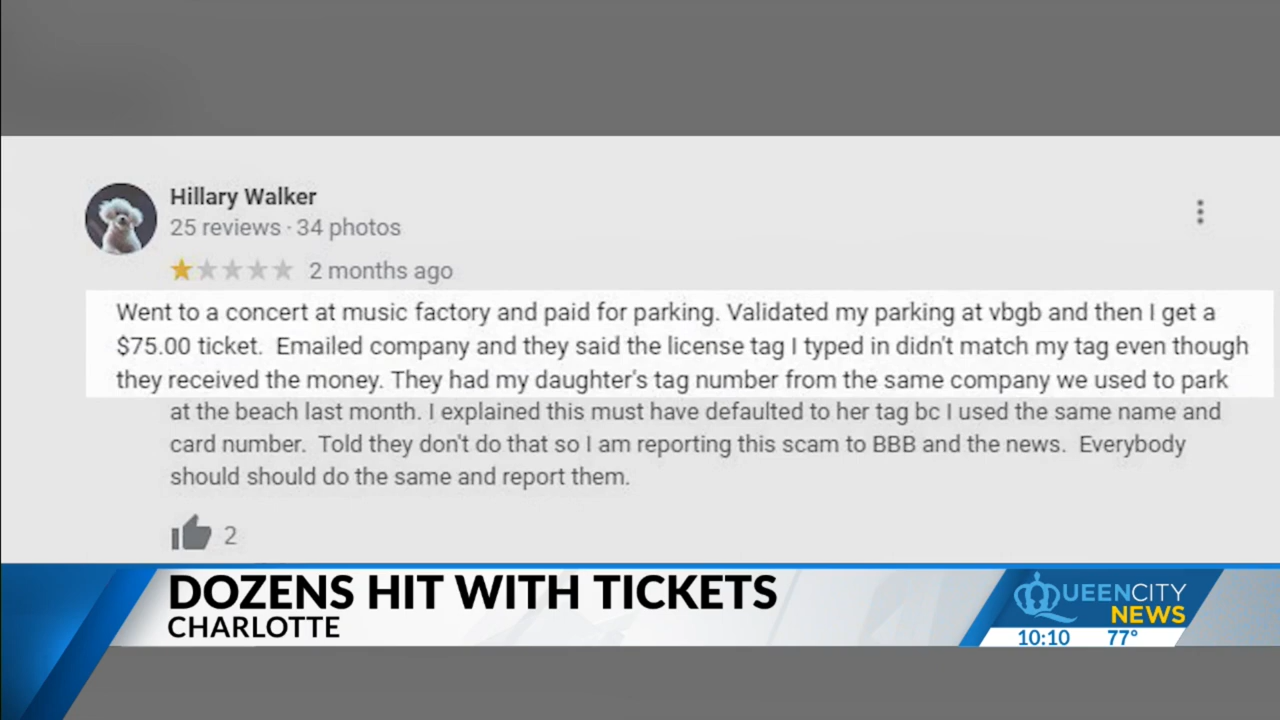 Hillary Walker
25 reviews · 34 photos
2 months ago
Went to a concert at music factory and paid for parking. Validated my parking at vbgb and then I get a
$75.00 ticket. Emailed company and they said the license tag I typed in didn't match my tag even though
they received the money. They had my daughter's tag number from the same company we used to park
at the beach last month. I explained this must have defaulted to her tag bc I used the same name and
card number. Told they don't do that so I am reporting this scam to BBB and the news. Everybody
should should do the same and report them.
2
DOZENS HIT WITH TICKETS
CHARLOTTE
QUEENCITY
NEWS
10:10 77°